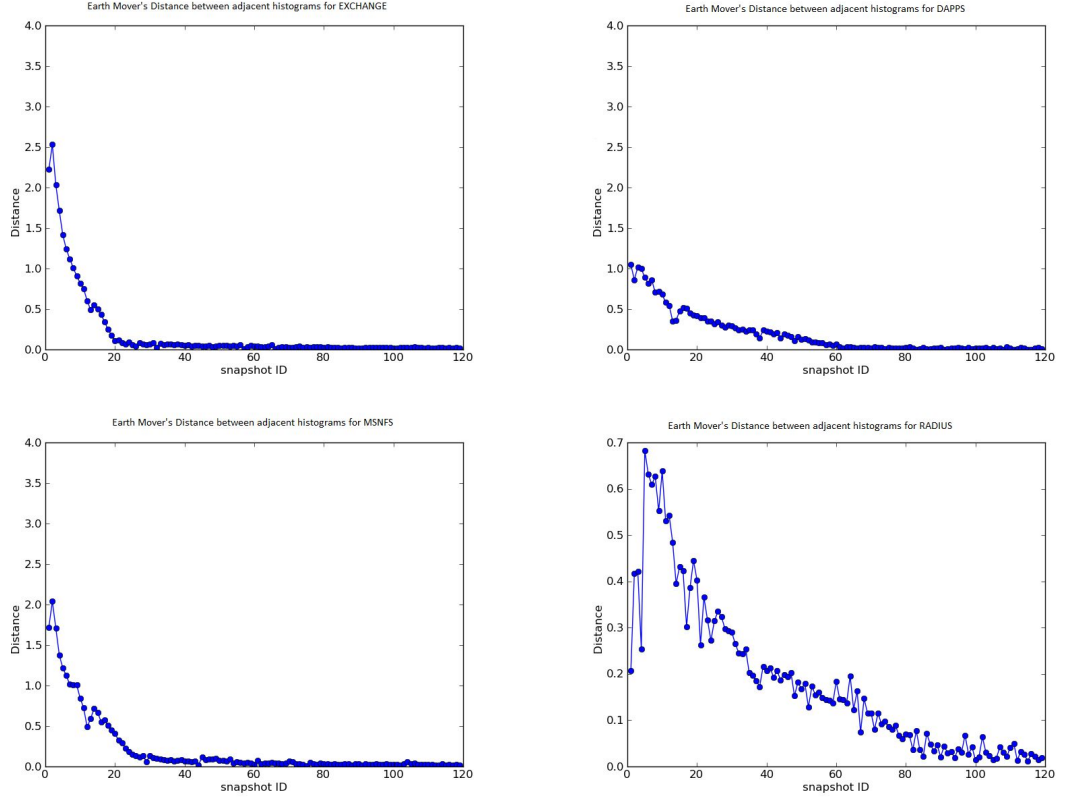 Earth Mover's Distance between adjacent histograms for EXCHANGE
4.0
3.5
3.0
2.5
2.0
1.5
1.0
0.5
0.0
Distance
0 20 40 60 80 100 120
snapshot ID
Earth Mover's Distance between adjacent histograms for DAPPS
4.0
3.5
3.0
2.5
2.0
1.5
1.0
0.5
0.0
Distance
0 20 40 60 80 100 120
snapshot ID
Earth Mover's Distance between adjacent histograms for MSNFS
4.0
3.5
3.0
2.5
2.0
1.5
1.0
0.5
0.0
Distance
0 20 40 60 80 100 120
snapshot ID
Earth Mover's Distance between adjacent histograms for RADIUS
0.7
0.6
0.5
0.4
0.3
0.2
0.1
0.0
Distance
0 20 40 60 80 100 120
snapshot ID